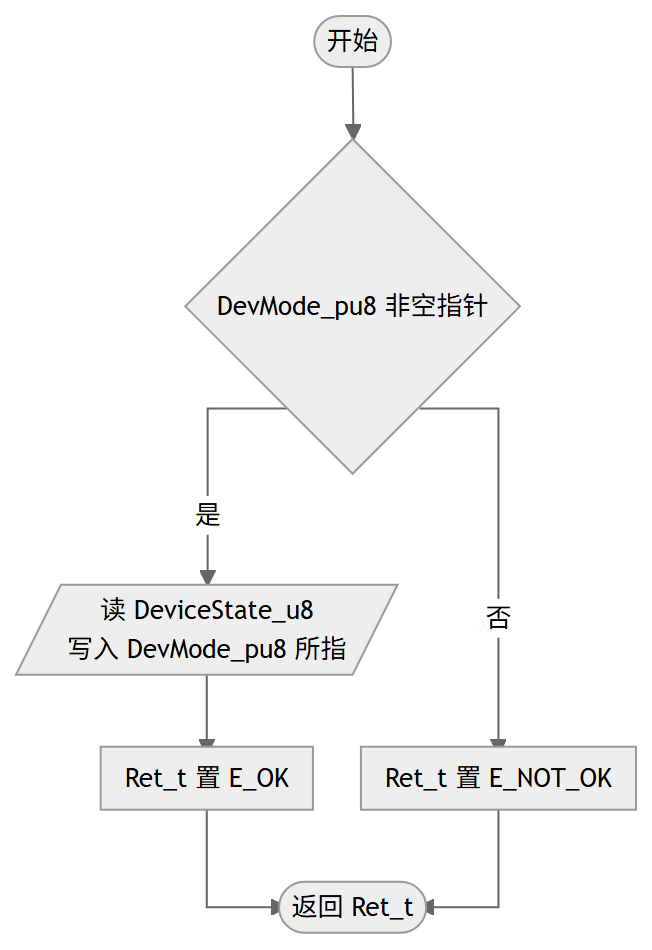 开始
DevMode_pu8 非空指针
是
读 DeviceState_u8
写入 DevMode_pu8 所指
否
Ret_t 置 E_OK
Ret_t 置 E_NOT_OK
返回 Ret_t